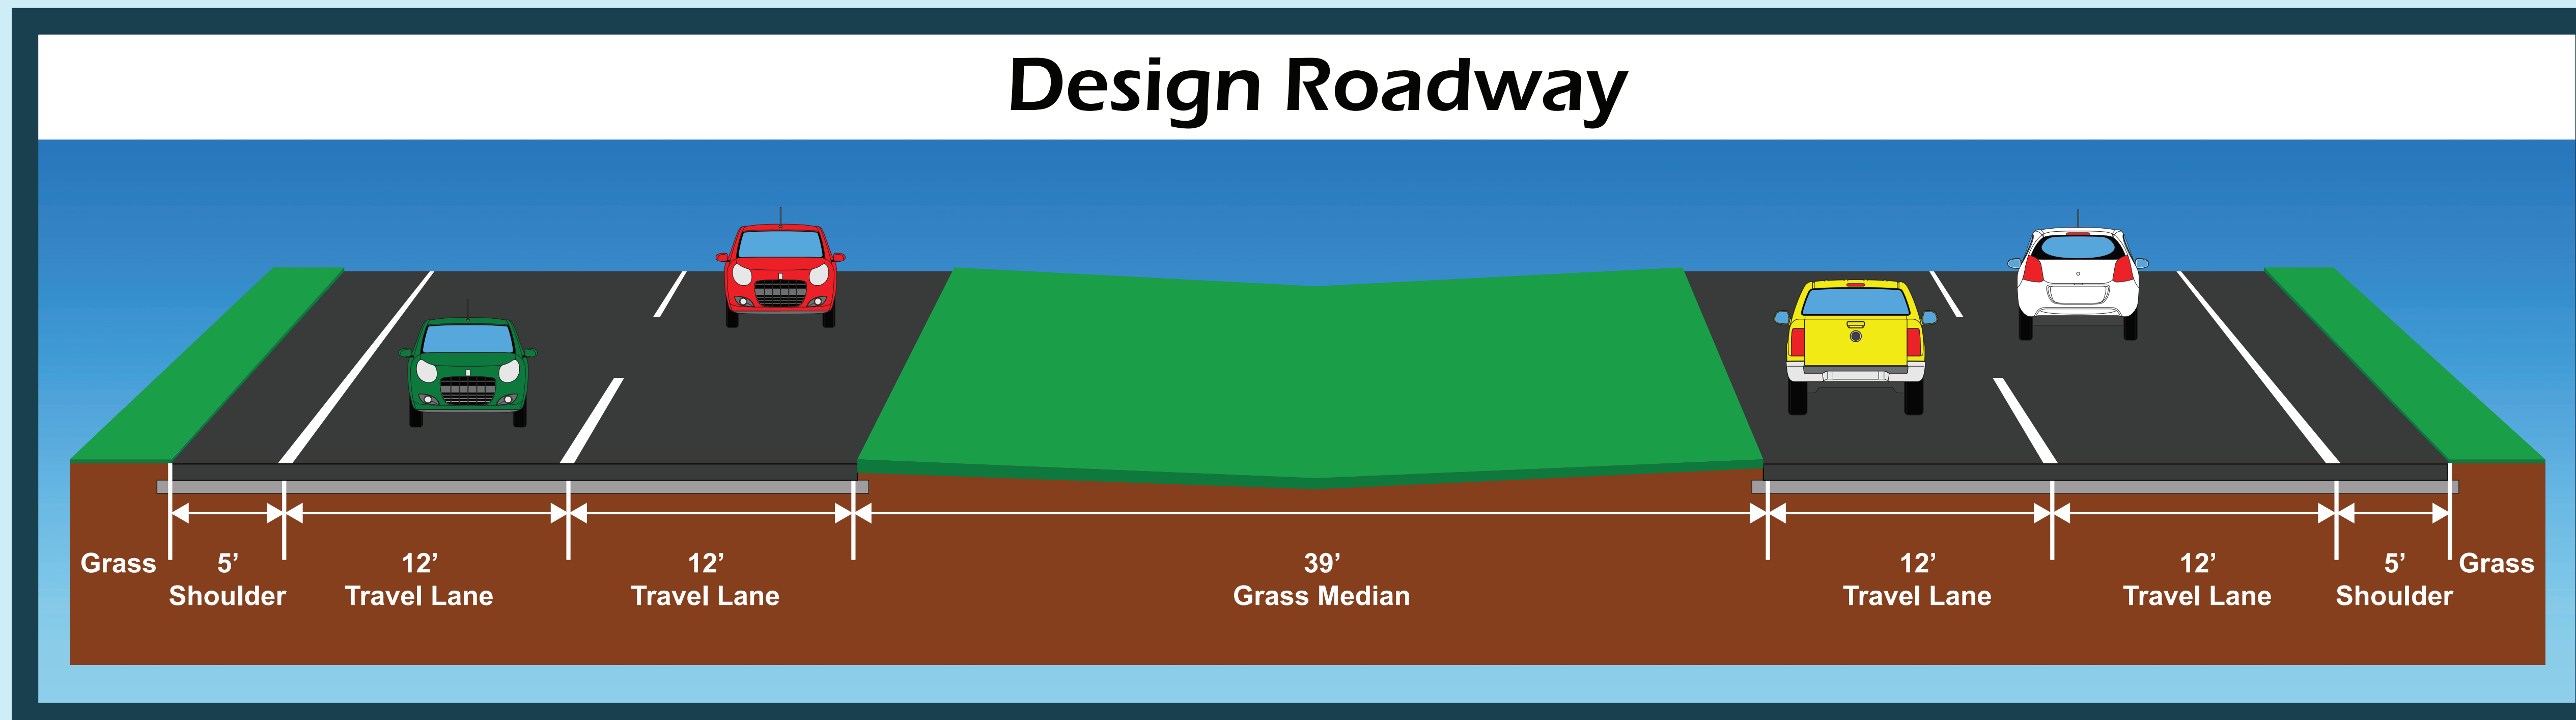 Design Roadway
Grass
5’
Shoulder
12’
Travel Lane
12’
Travel Lane
39’
Grass Median
12’
Travel Lane
12’
Travel Lane
5’
Shoulder
Grass